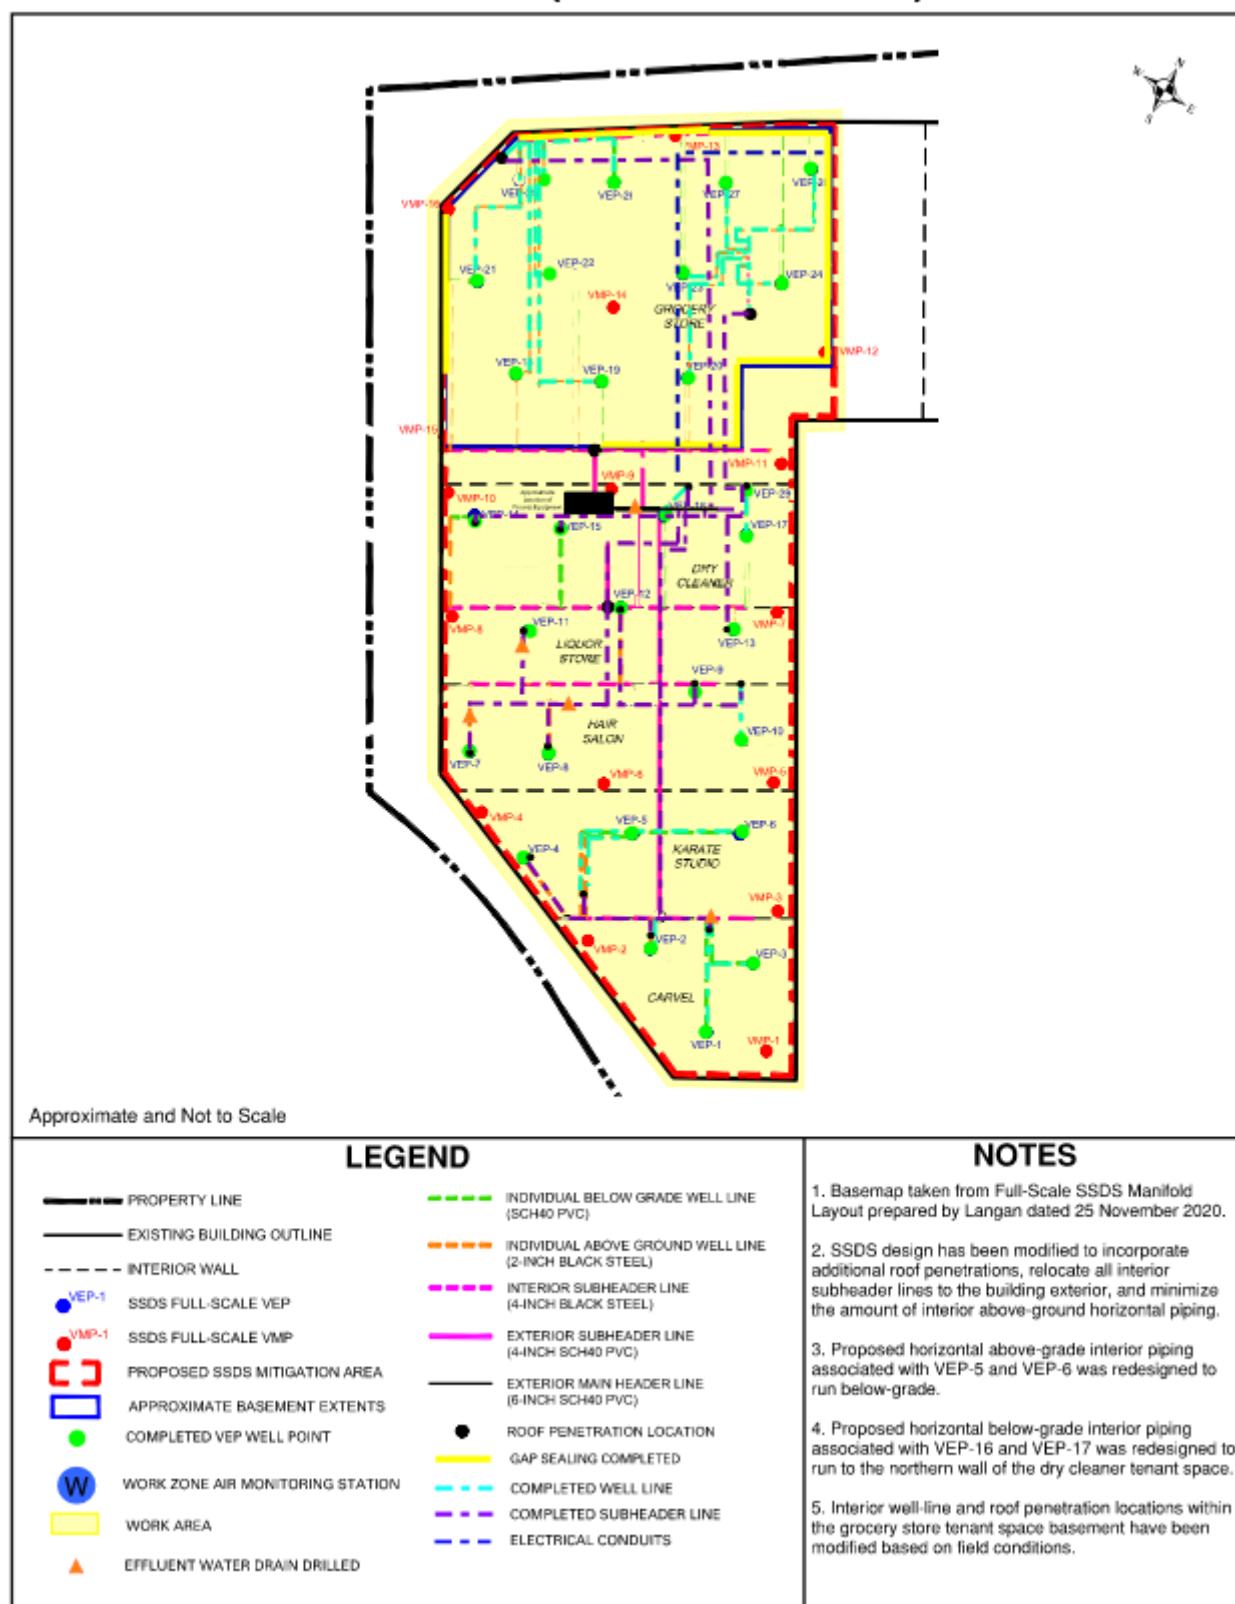 N
W
E
S
VMP-13
VEP-27
VMP-16
VEP-21
VEP-22
VMP-14
VEP-24
GROCERY
STORE
VMP-12
VEP-19
VEP-20
VMP-15
VMP-9
VMP-11
VMP-10
VEP-15
VEP-17
DRY
CLEANER
VEP-12
VMP-8
VEP-11
VMP-7
VEP-13
LIQUOR
STORE
VEP-9
HAIR
SALON
VEP-10
VEP-7
VEP-8
VMP-6
VMP-5
VMP-4
VEP-5
VEP-6
VEP-4
KARATE
STUDIO
VMP-3
VMP-2
VEP-2
VEP-3
CARVEL
VEP-1
VMP-1
Approximate and Not to Scale
LEGEND
PROPERTY LINE
EXISTING BUILDING OUTLINE
INTERIOR WALL
VEP-1
SSDS FULL-SCALE VEP
VMP-1
SSDS FULL-SCALE VMP
PROPOSED SSDS MITIGATION AREA
APPROXIMATE BASEMENT EXTENTS
COMPLETED VEP WELL POINT
W
WORK ZONE AIR MONITORING STATION
WORK AREA
EFFLUENT WATER DRAIN DRILLED
INDIVIDUAL BELOW GRADE WELL LINE
(SCH40 PVC)
INDIVIDUAL ABOVE GROUND WELL LINE
(2-INCH BLACK STEEL)
INTERIOR SUBHEADER LINE
(4-INCH BLACK STEEL)
EXTERIOR SUBHEADER LINE
(4-INCH SCH40 PVC)
EXTERIOR MAIN HEADER LINE
(6-INCH SCH40 PVC)
ROOF PENETRATION LOCATION
GAP SEALING COMPLETED
COMPLETED WELL LINE
COMPLETED SUBHEADER LINE
ELECTRICAL CONDUITS
NOTES
1. Basemap taken from Full-Scale SSDS Manifold
Layout prepared by Langan dated 25 November 2020.
2. SSDS design has been modified to incorporate
additional roof penetrations, relocate all interior
subheader lines to the building exterior, and minimize
the amount of interior above-ground horizontal piping.
3. Proposed horizontal above-grade interior piping
associated with VEP-5 and VEP-6 was redesigned to
run below-grade.
4. Proposed horizontal below-grade interior piping
associated with VEP-16 and VEP-17 was redesigned to
run to the northern wall of the dry cleaner tenant space.
5. Interior well-line and roof penetration locations within
the grocery store tenant space basement have been
modified based on field conditions.